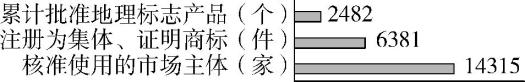 累计批准地理标志产品（个） 2482
注册为集体、证明商标（件） 6381
核准使用的市场主体（家） 14315